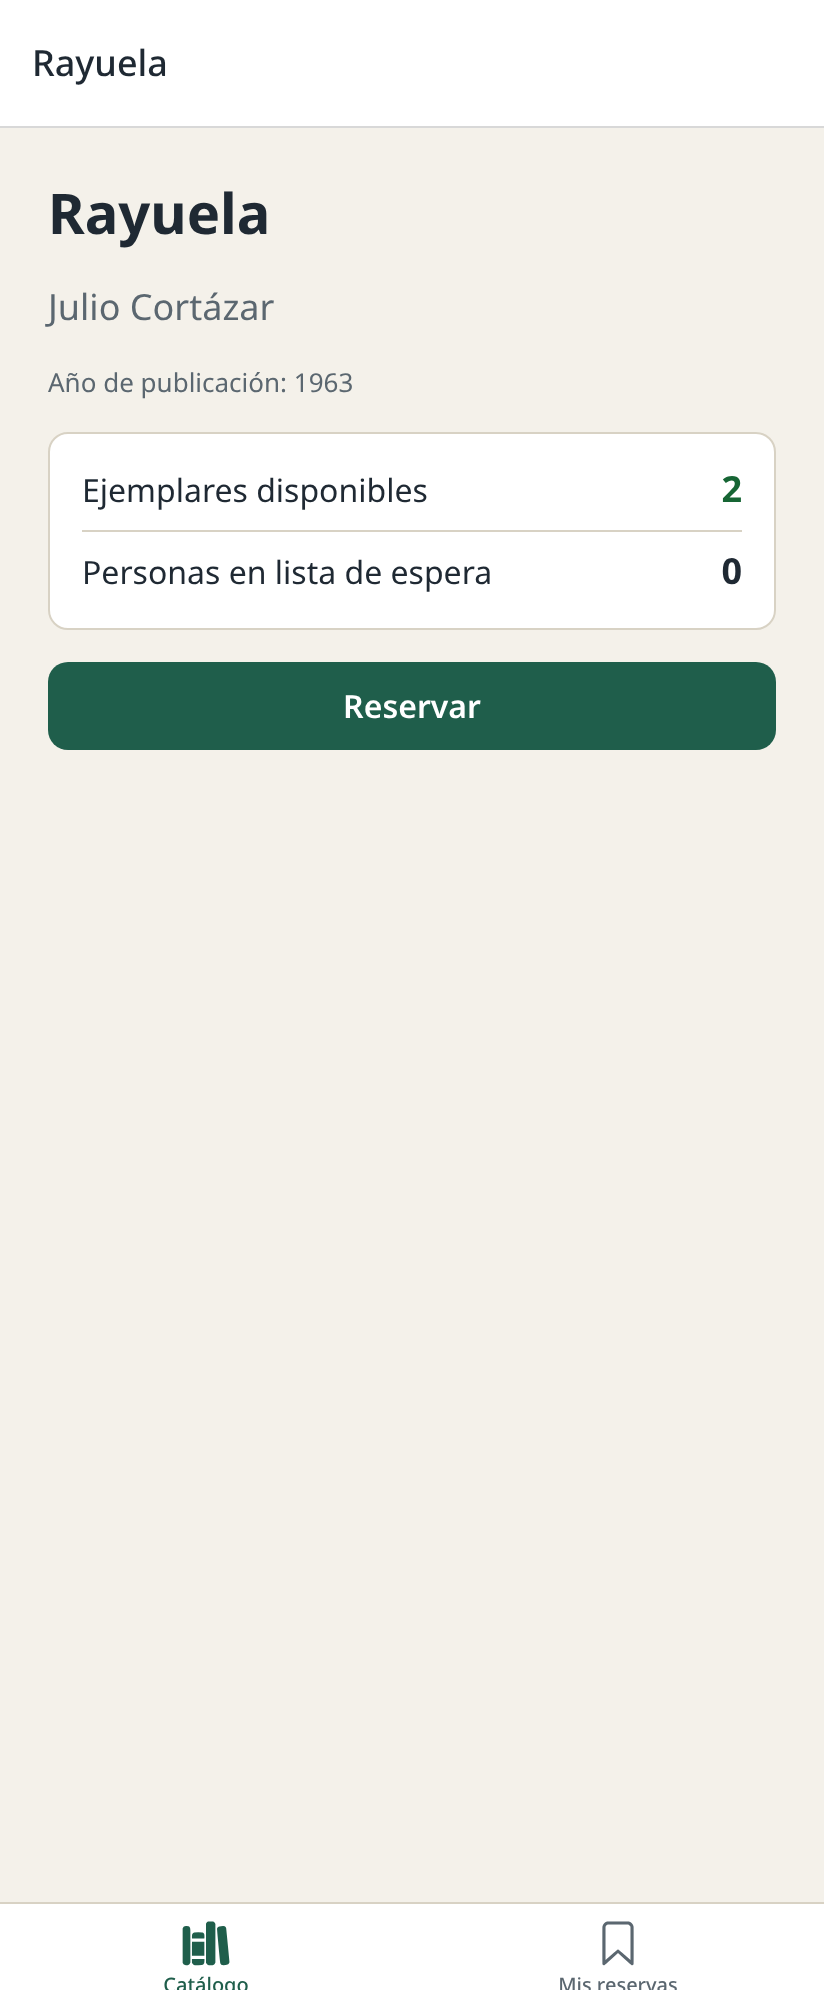 Rayuela
Rayuela
Julio Cortázar
Año de publicación: 1963
Ejemplares disponibles 2
Personas en lista de espera 0
Reservar
Catálogo Mis reservas